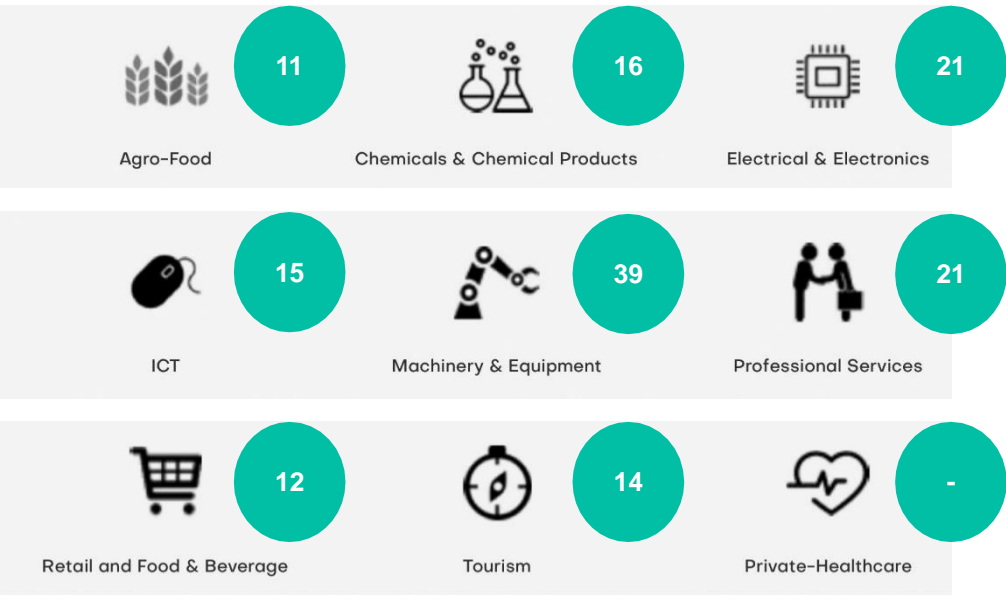 11
16
21
Agro-Food
Chemicals & Chemical Products
Electrical & Electronics
15
39
21
ICT
Machinery & Equipment
Professional Services
12
14
-
Retail and Food & Beverage
Tourism
Private-Healthcare